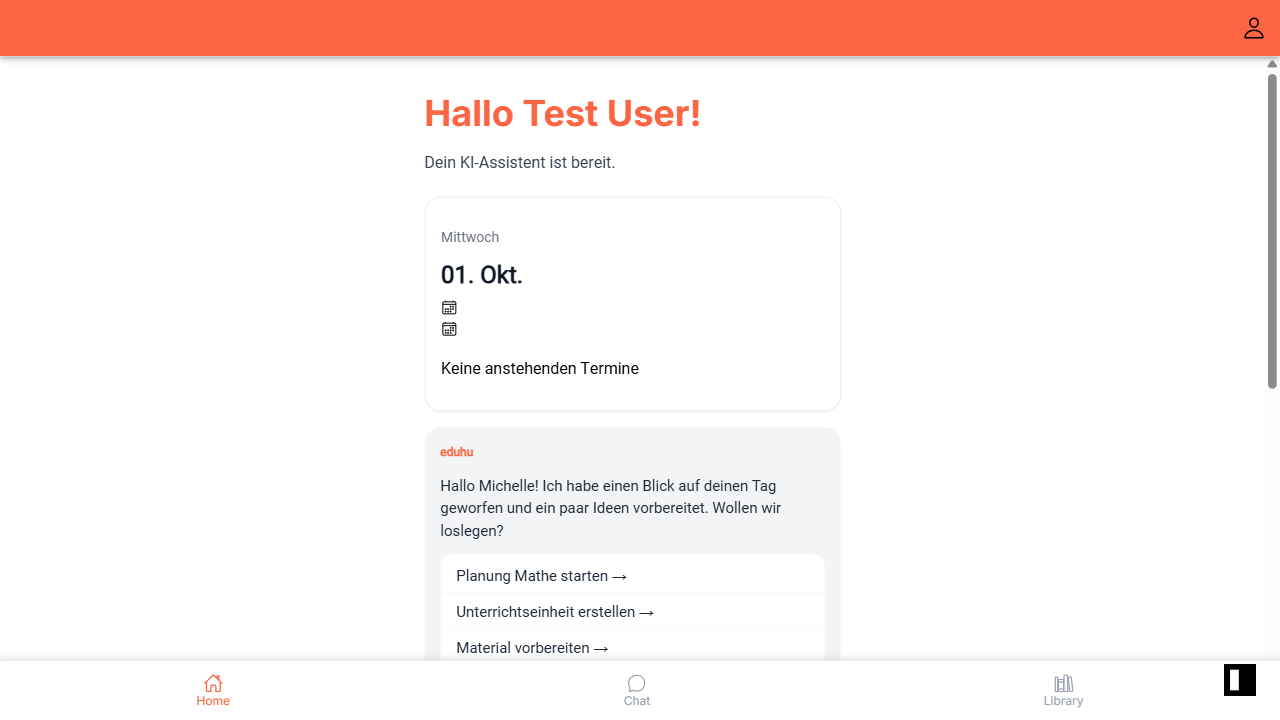 Hallo Test User!
Dein KI-Assistent ist bereit.
Mittwoch
01. Okt.
Keine anstehenden Termine
eduhu
Hallo Michelle! Ich habe einen Blick auf deinen Tag
geworfen und ein paar Ideen vorbereitet. Wollen wir
loslegen?
Planung Mathe starten →
Unterrichtseinheit erstellen →
Material vorbereiten →
Home
Chat
Library